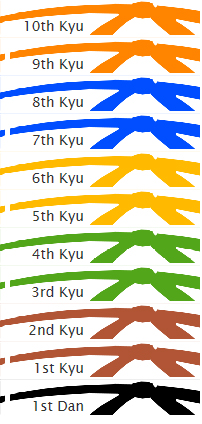 10th Kyu
9th Kyu
8th Kyu
7th Kyu
6th Kyu
5th Kyu
4th Kyu
3rd Kyu
2nd Kyu
1st Kyu
1st Dan